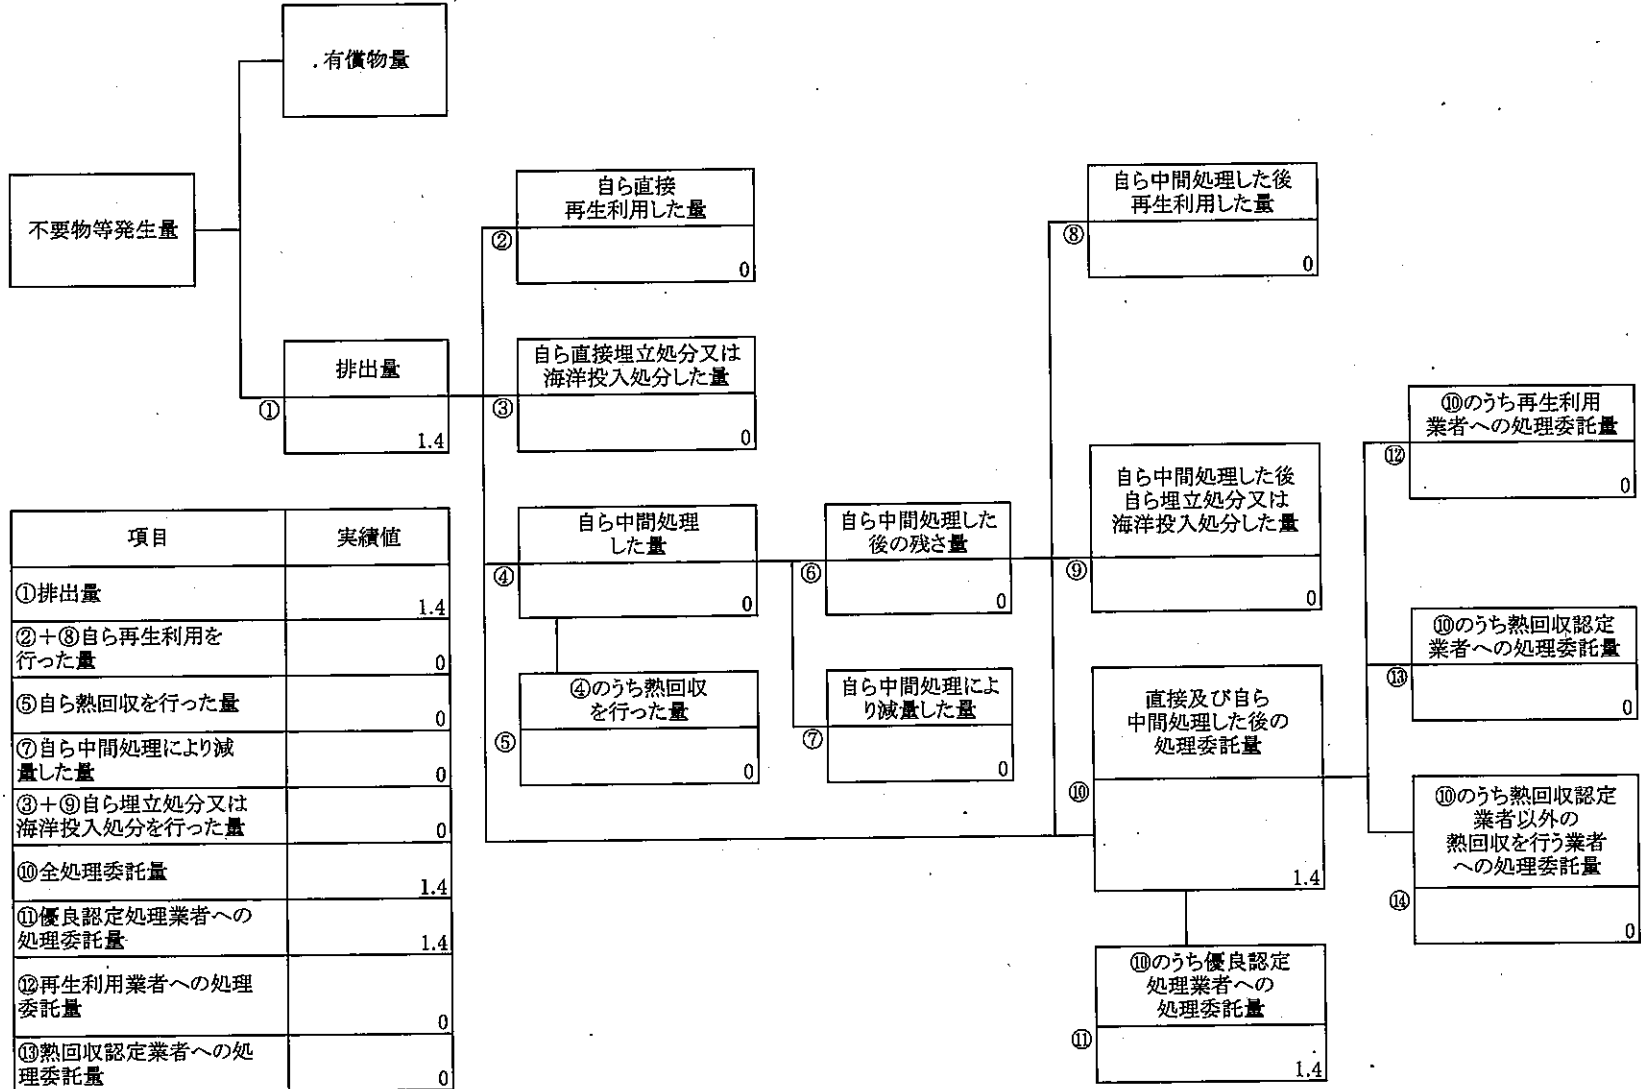 .有償物量
不要物等発生量
排出量
①
1.4
自ら直接
再生利用した量
②
0
自ら直接埋立処分又は
海洋投入処分した量
③
0
自ら中間処理
した量
④
0
④のうち熱回収
を行った量
⑤
0
自ら中間処理した
後の残さ量
⑥
0
自ら中間処理によ
り減量した量
⑦
0
自ら中間処理した後
再生利用した量
⑧
0
自ら中間処理した後
自ら埋立処分又は
海洋投入処分した量
⑨
0
直接及び自ら
中間処理した後の
処理委託量
⑩
1.4
⑩のうち優良認定
処理業者への
処理委託量
⑪
1.4
⑩のうち再生利用
業者への処理委託量
⑫
0
⑩のうち熱回収認定
業者への処理委託量
⑬
0
⑩のうち熱回収認定
業者以外の
熱回収を行う業者
への処理委託量
⑭
0
項目 実績値
①排出量 1.4
②+⑧自ら再生利用を
行った量 0
⑤自ら熱回収を行った量 0
⑦自ら中間処理により減
量した量 0
③+⑨自ら埋立処分又は
海洋投入処分を行った量 0
⑩全処理委託量 1.4
⑪優良認定処理業者への
処理委託量 1.4
⑫再生利用業者への処理
委託量 0
⑬熱回収認定業者への処
理委託量 0